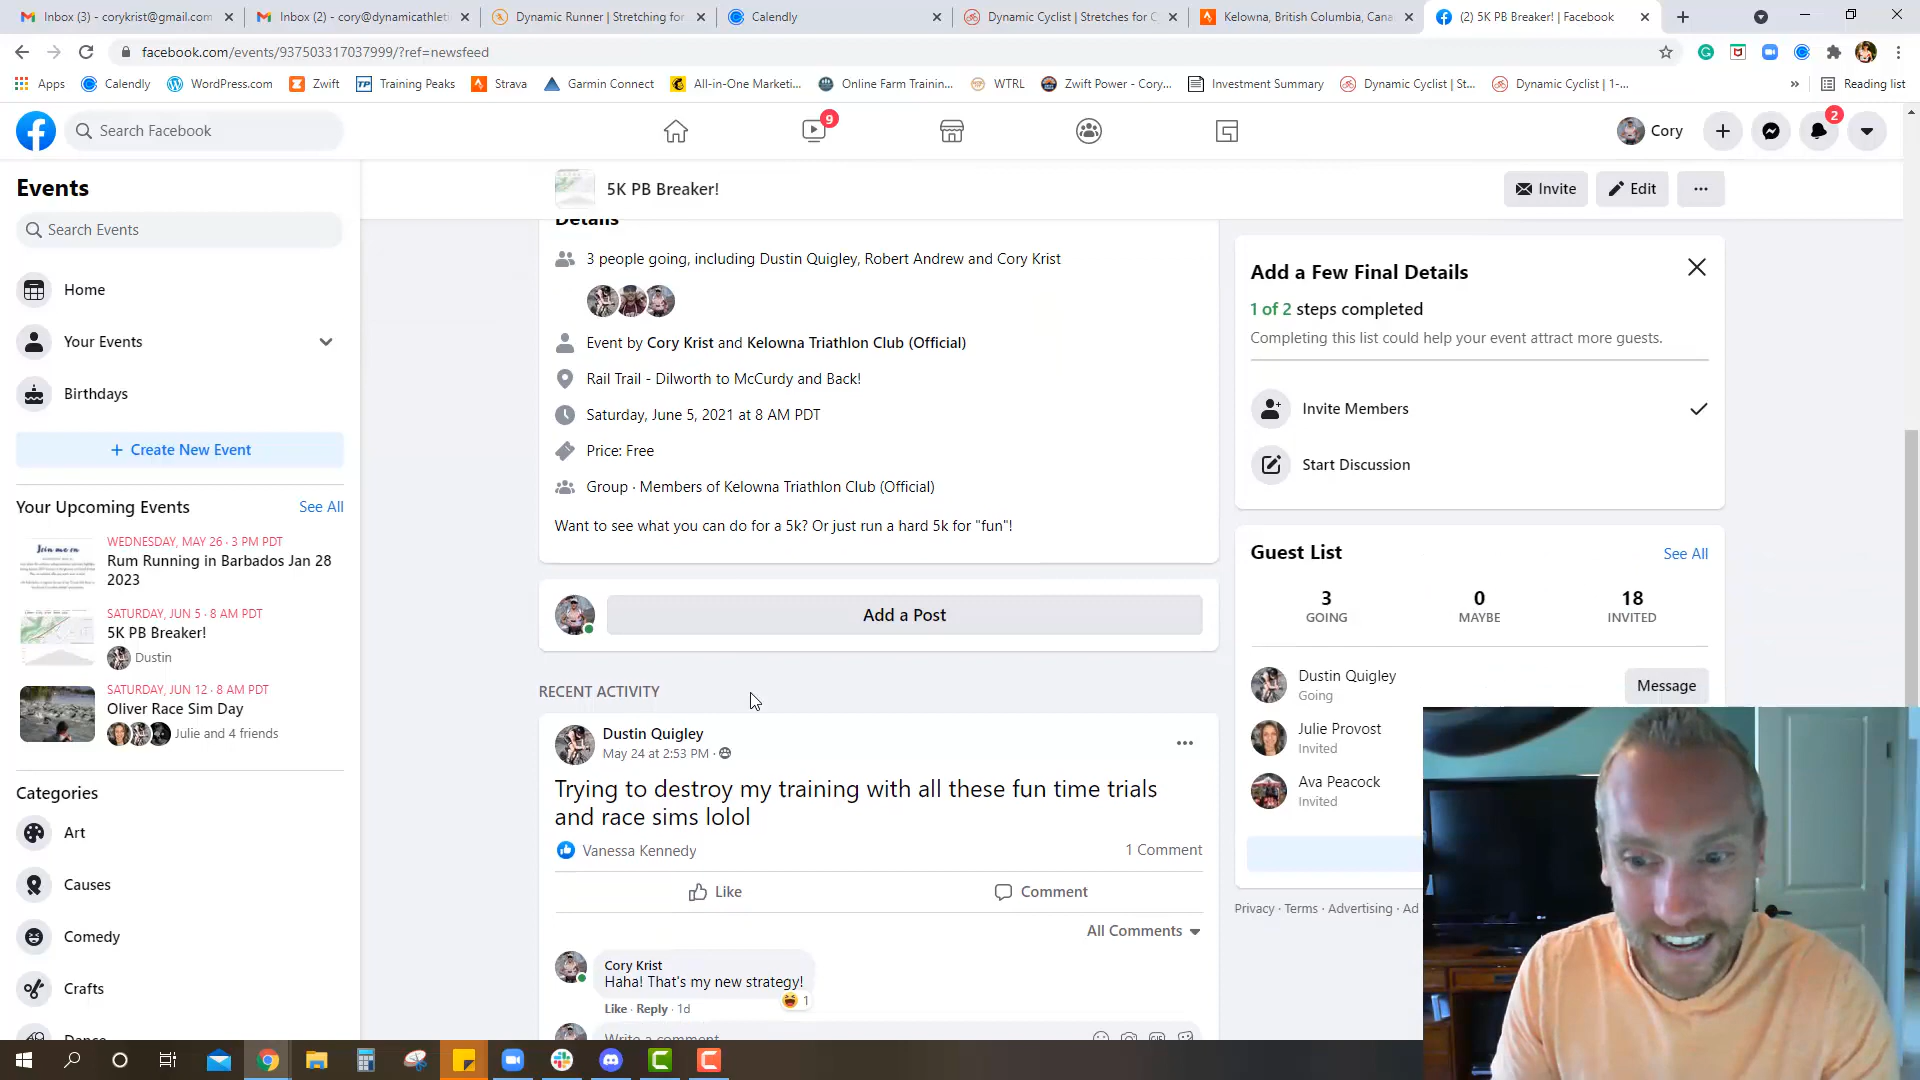 Inbox (3) - corykrist@gmail.com
Inbox (2) - cory@dynamicathlet
Dynamic Runner | Stretching for
Calendly
Dynamic Cyclist | Stretches for C
Kelowna, British Columbia, Cana
(2) 5K PB Breaker! | Facebook
facebook.com/events/937503317037999/?ref=newsfeed
Apps
Calendly
WordPress.com
Zwift
Training Peaks
Strava
Garmin Connect
All-in-One Marketi...
Online Farm Trainin...
WTRL
Zwift Power - Cory...
Investment Summary
Dynamic Cyclist | St...
Dynamic Cyclist | 1-...
»
Reading list
Search Facebook
9
Cory
2
Events
5K PB Breaker!
Invite
Edit
Search Events
Home
Your Events
Birthdays
+ Create New Event
Your Upcoming Events
See All
WEDNESDAY, MAY 26 · 3 PM PDT
Rum Running in Barbados Jan 28
2023
SATURDAY, JUN 5 · 8 AM PDT
5K PB Breaker!
Dustin
SATURDAY, JUN 12 · 8 AM PDT
Oliver Race Sim Day
Julie and 4 friends
Categories
Art
Causes
Comedy
Crafts
Dance
Details
3 people going, including Dustin Quigley, Robert Andrew and Cory Krist
Event by Cory Krist and Kelowna Triathlon Club (Official)
Rail Trail - Dilworth to McCurdy and Back!
Saturday, June 5, 2021 at 8 AM PDT
Price: Free
Group · Members of Kelowna Triathlon Club (Official)
Want to see what you can do for a 5k? Or just run a hard 5k for "fun"!
Add a Post
RECENT ACTIVITY
Dustin Quigley
May 24 at 2:53 PM ·
Trying to destroy my training with all these fun time trials
and race sims lolol
Vanessa Kennedy
1 Comment
Like
Comment
All Comments
Cory Krist
Haha! That's my new strategy!
1
Like · Reply · 1d
Write a comment
Add a Few Final Details
1 of 2 steps completed
Completing this list could help your event attract more guests.
Invite Members
Start Discussion
Guest List
See All
3
GOING
0
MAYBE
18
INVITED
Dustin Quigley
Going
Message
Julie Provost
Invited
Ava Peacock
Invited
Privacy · Terms · Advertising · Ad